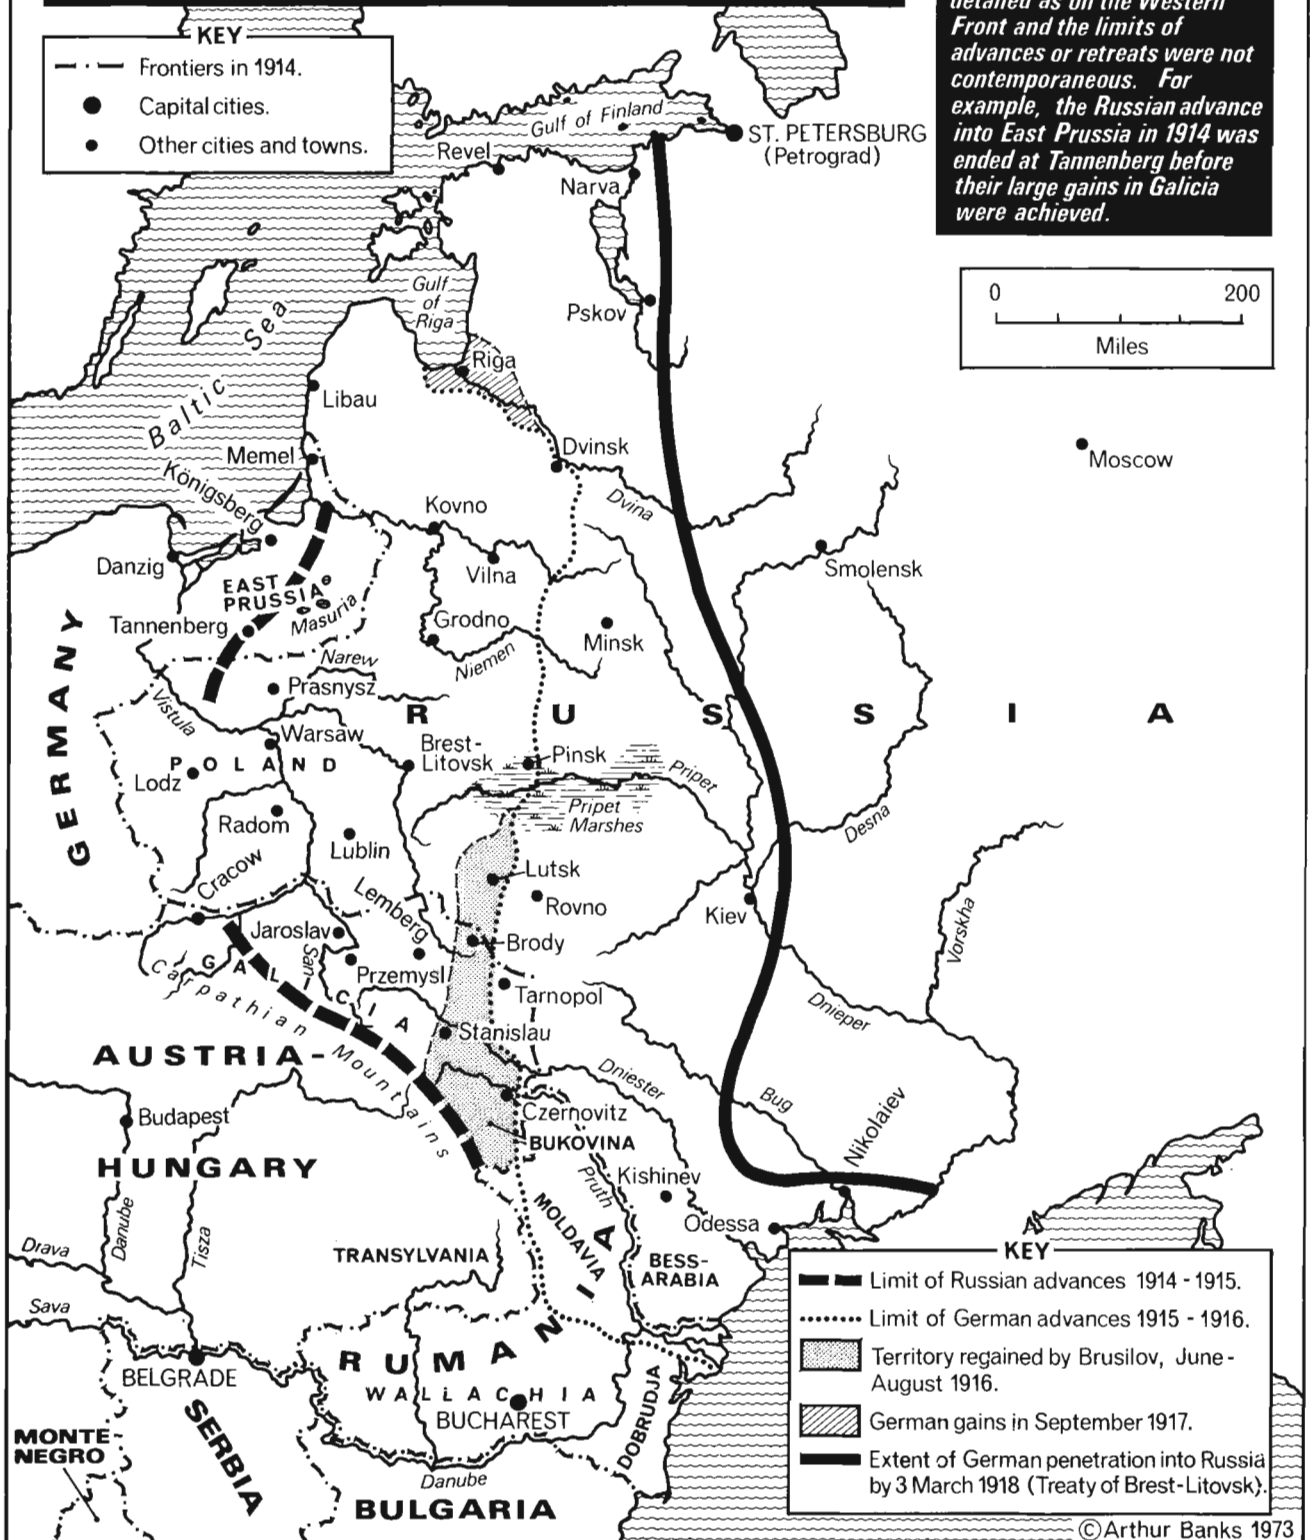 detailed as on the Western
Front and the limits of
advances or retreats were not
contemporaneous. For
example, the Russian advance
into East Prussia in 1914 was
ended at Tannenberg before
their large gains in Galicia
were achieved.
KEY
Frontiers in 1914.
Capital cities.
Other cities and towns.
0 200
Miles
Gulf of Finland
ST. PETERSBURG
(Petrograd)
Revel
Narva
Gulf
of
Riga
Pskov
Baltic Sea
Riga
Libau
Moscow
Memel
Dvinsk
Königsberg
Dvina
Kovno
Danzig
Vilna
Smolensk
EAST
PRUSSIA
Masuria
Tannenberg
Grodno
Minsk
Narew
Niemen
Prasnysz
GERMANY
Vistula
RUSSIA
Warsaw
Brest-
Litovsk
Pinsk
POLAND
Lodz
Pripet
Pripet
Marshes
Radom
Lublin
Desna
Cracow
Lutsk
Lemberg
Rovno
Kiev
Vorskha
Jaroslav
Brody
San
GALICIA
Przemysl
Tarnopol
Carpathian Mountains
Dnieper
Stanislau
AUSTRIA-
Dniester
Bug
Nikolaiev
Budapest
Czernovitz
BUKOVINA
HUNGARY
Pruth
Kishinev
Danube
Tisza
MOLDAVIA
Odessa
Drava
TRANSYLVANIA
BESS-
ARABIA
Sava
RUMANIA
BELGRADE
WALLACHIA
BUCHAREST
SERBIA
DOBRUDJA
MONTE-
NEGRO
Danube
BULGARIA
KEY
Limit of Russian advances 1914 - 1915.
Limit of German advances 1915 - 1916.
Territory regained by Brusilov, June-
August 1916.
German gains in September 1917.
Extent of German penetration into Russia
by 3 March 1918 (Treaty of Brest-Litovsk).
©Arthur Banks 1973